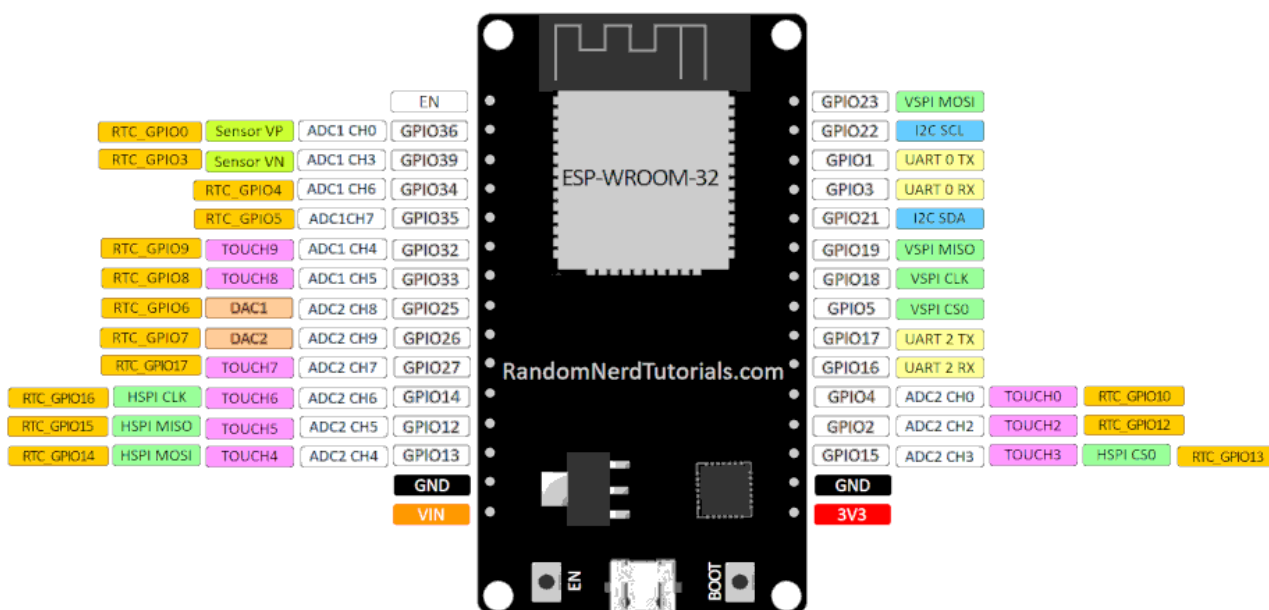 EN GPIO23 VSPI MOSI
RTC_GPIO0 Sensor VP ADC1 CH0 GPIO36 GPIO22 I2C SCL
RTC_GPIO3 Sensor VN ADC1 CH3 GPIO39 GPIO1 UART 0 TX
RTC_GPIO4 ADC1 CH6 GPIO34 ESP-WROOM-32 GPIO3 UART 0 RX
RTC_GPIO5 ADC1CH7 GPIO35 GPIO21 I2C SDA
RTC_GPIO9 TOUCH9 ADC1 CH4 GPIO32 GPIO19 VSPI MISO
RTC_GPIO8 TOUCH8 ADC1 CH5 GPIO33 GPIO18 VSPI CLK
RTC_GPIO6 DAC1 ADC2 CH8 GPIO25 GPIO5 VSPI CS0
RTC_GPIO7 DAC2 ADC2 CH9 GPIO26 GPIO17 UART 2 TX
RTC_GPIO17 TOUCH7 ADC2 CH7 GPIO27 RandomNerdTutorials.com GPIO16 UART 2 RX
RTC_GPIO16 HSPI CLK TOUCH6 ADC2 CH6 GPIO14 GPIO4 ADC2 CH0 TOUCH0 RTC_GPIO10
RTC_GPIO15 HSPI MISO TOUCH5 ADC2 CH5 GPIO12 GPIO2 ADC2 CH2 TOUCH2 RTC_GPIO12
RTC_GPIO14 HSPI MOSI TOUCH4 ADC2 CH4 GPIO13 GPIO15 ADC2 CH3 TOUCH3 HSPI CS0 RTC_GPIO13
GND GND
VIN 3V3
EN BOOT